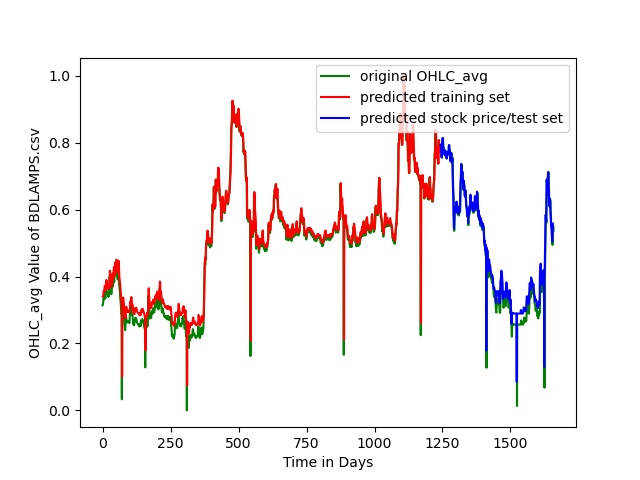 original OHLC_avg
predicted training set
predicted stock price/test set
OHLC_avg Value of BDLAMPS.csv
1.0
0.8
0.6
0.4
0.2
0.0
0 250 500 750 1000 1250 1500
Time in Days